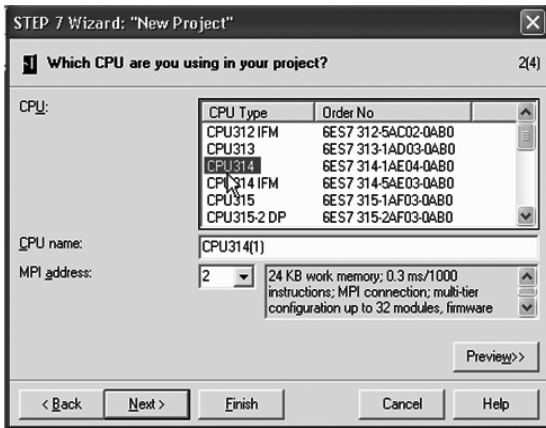 STEP 7 Wizard: "New Project"
Which CPU are you using in your project? 2(4)
CPU:
CPU Type Order No
CPU312 IFM 6ES7 312-5AC02-0AB0
CPU313 6ES7 313-1AD03-0AB0
CPU314 6ES7 314-1AE04-0AB0
CPU314 IFM 6ES7 314-5AE03-0AB0
CPU315 6ES7 315-1AF03-0AB0
CPU315-2 DP 6ES7 315-2AF03-0AB0
CPU name: CPU314(1)
MPI address: 2 24 KB work memory; 0.3 ms/1000
instructions; MPI connection; multi-tier
configuration up to 32 modules, firmware
Preview>>
< Back Next > Finish Cancel Help